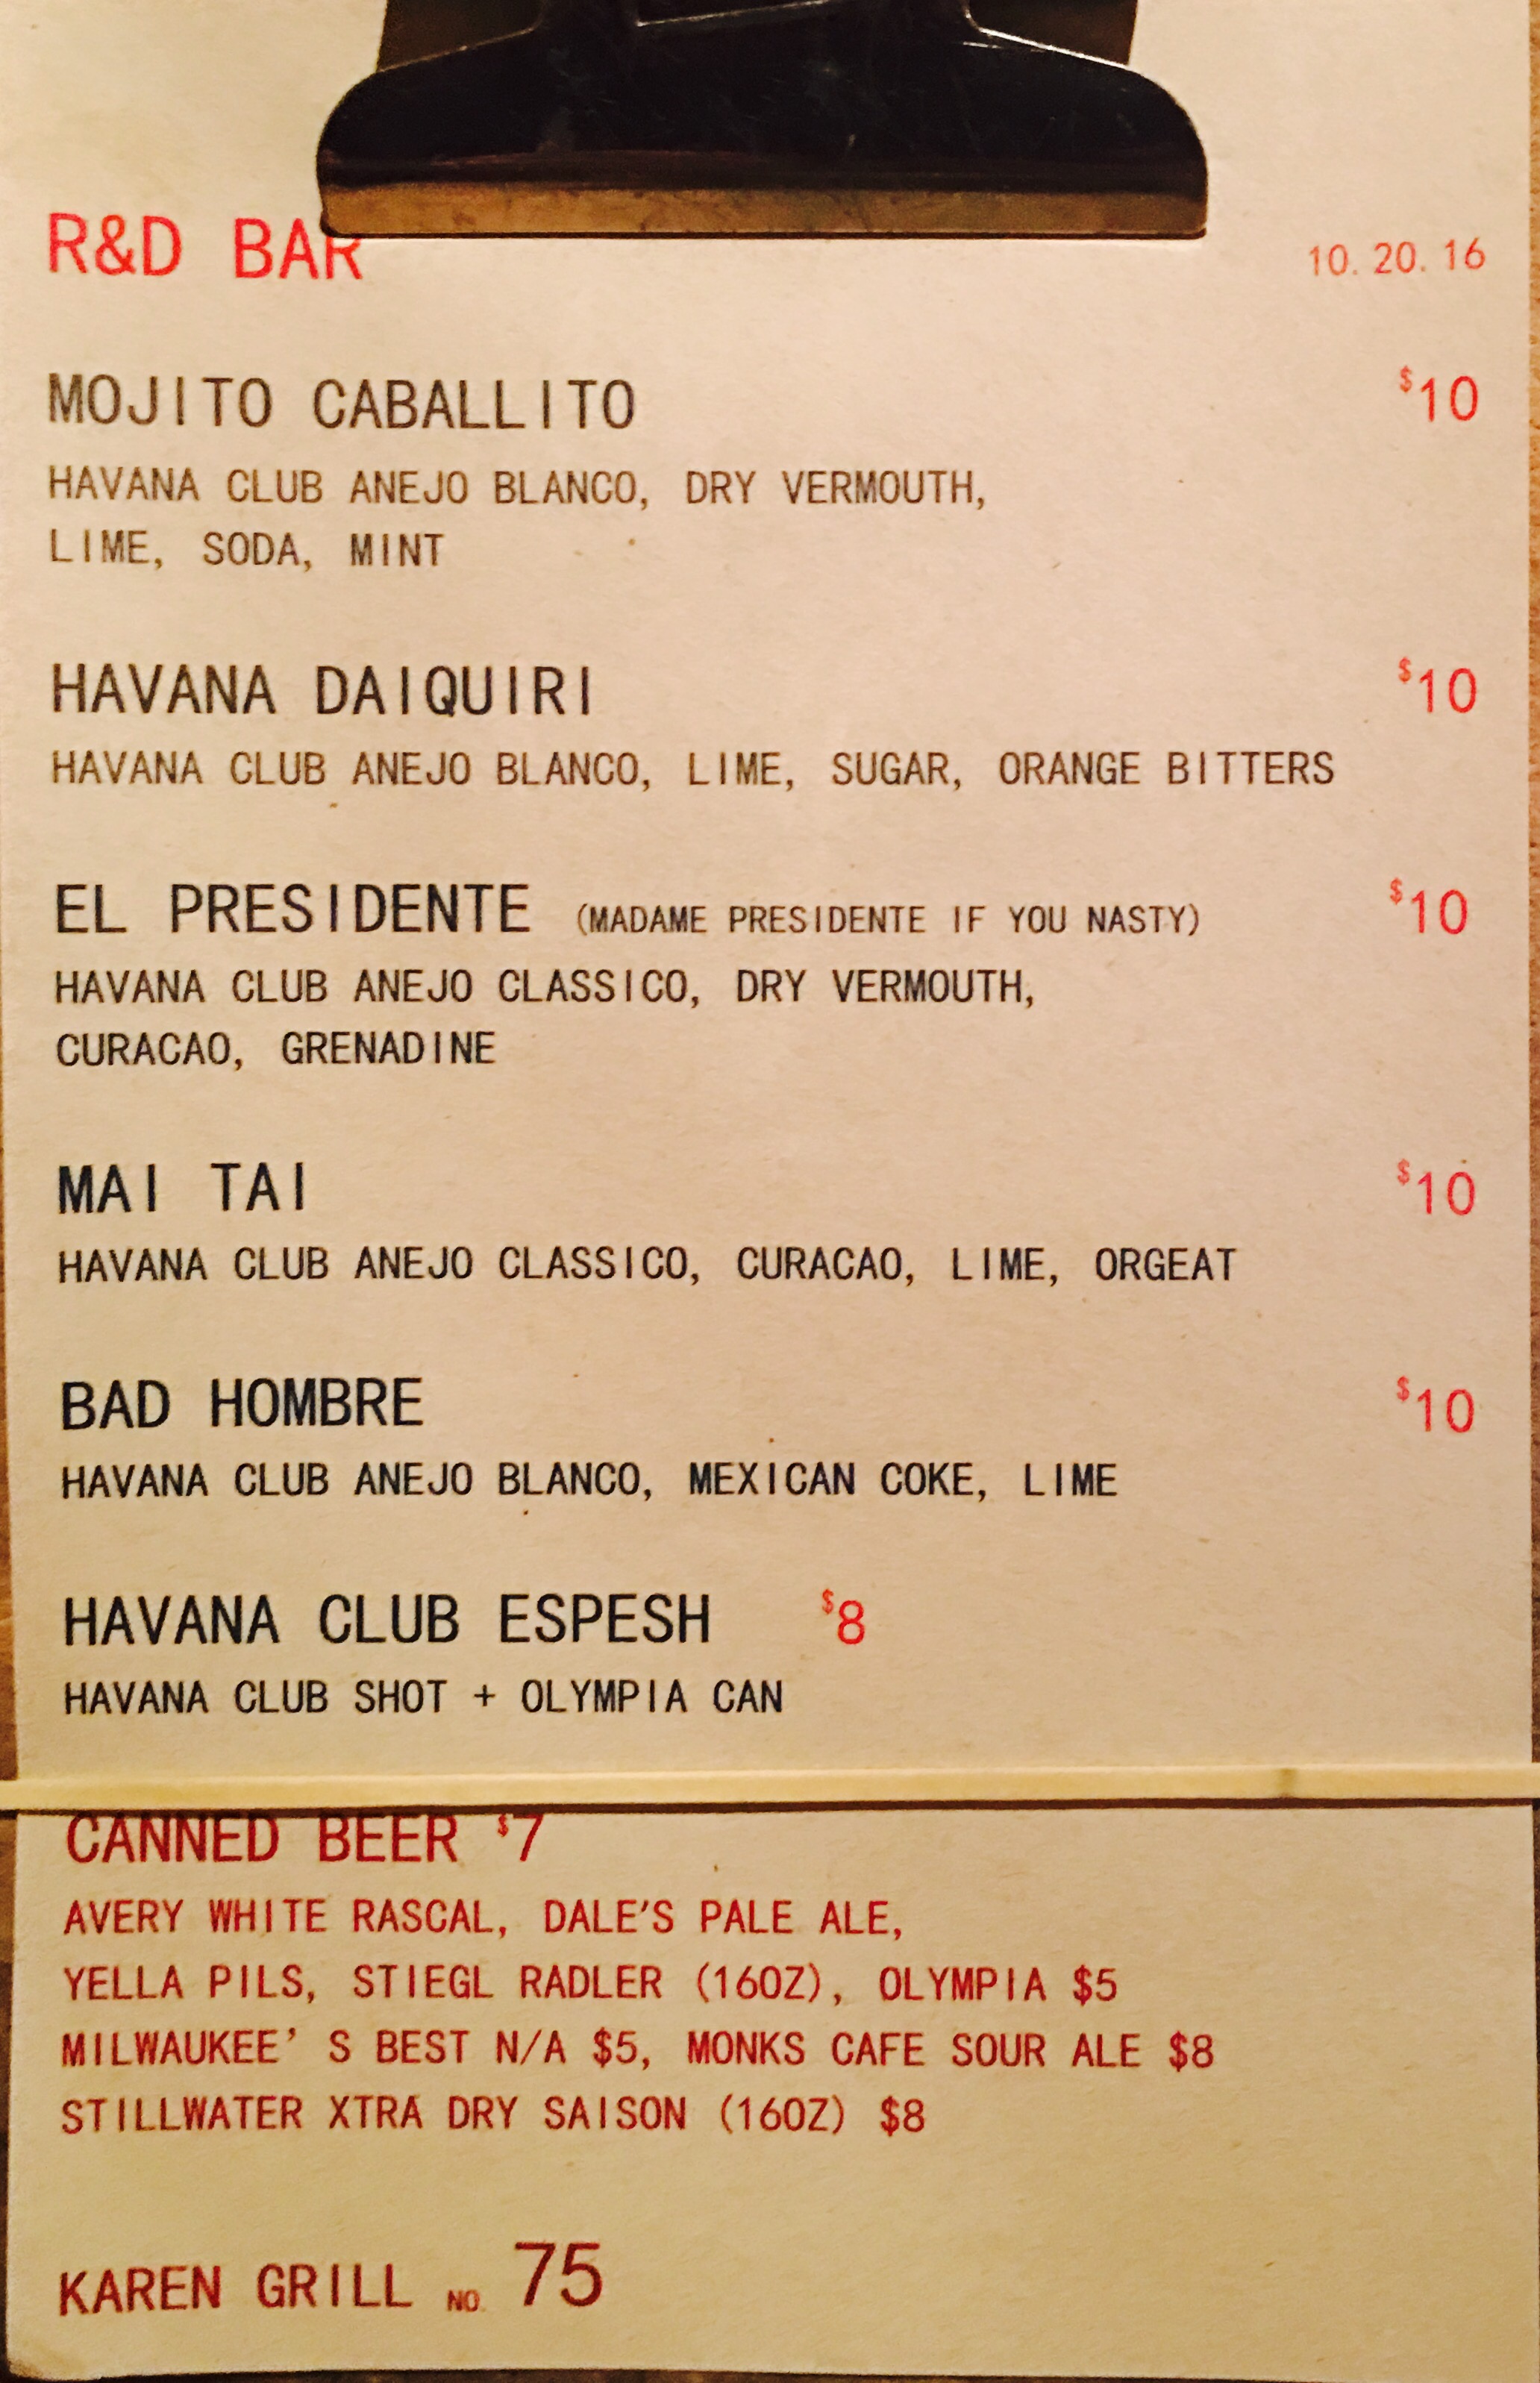 R&D BAR 10.20.16
MOJITO CABALLITO $10
HAVANA CLUB ANEJO BLANCO, DRY VERMOUTH,
LIME, SODA, MINT
HAVANA DAIQUIRI $10
HAVANA CLUB ANEJO BLANCO, LIME, SUGAR, ORANGE BITTERS
EL PRESIDENTE (MADAME PRESIDENTE IF YOU NASTY) $10
HAVANA CLUB ANEJO CLASSICO, DRY VERMOUTH,
CURACAO, GRENADINE
MAI TAI $10
HAVANA CLUB ANEJO CLASSICO, CURACAO, LIME, ORGEAT
BAD HOMBRE $10
HAVANA CLUB ANEJO BLANCO, MEXICAN COKE, LIME
HAVANA CLUB ESPESH $8
HAVANA CLUB SHOT + OLYMPIA CAN
CANNED BEER $7
AVERY WHITE RASCAL, DALE'S PALE ALE,
YELLA PILS, STIEGL RADLER (16OZ), OLYMPIA $5
MILWAUKEE’S BEST N/A $5, MONKS CAFE SOUR ALE $8
STILLWATER XTRA DRY SAISON (16OZ) $8
KAREN GRILL NO. 75